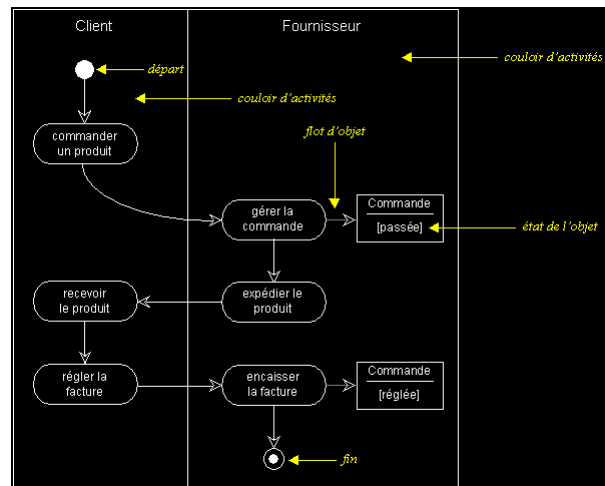 Client
Fournisseur
départ
couloir d'activités
couloir d'activités
commander
un produit
flot d'objet
gérer la
commande
Commande
[passée]
état de l'objet
recevoir
le produit
expédier le
produit
régler la
facture
encaisser
la facture
Commande
[réglée]
fin